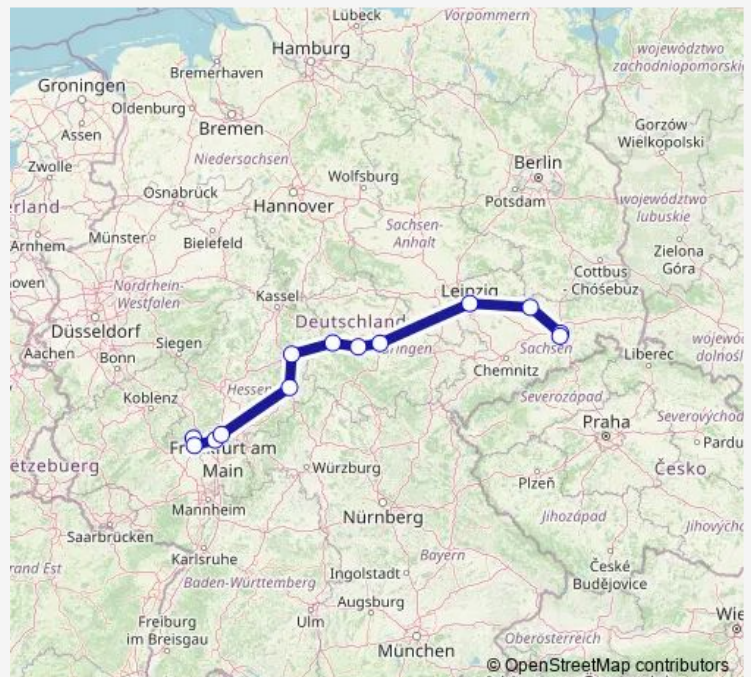 Lübeck
Vorpommern
Hamburg
województwo
zachodniopomorskie
Groningen
Bremerhaven
Oldenburg
Assen
Bremen
Gorzów
Wielkopolski
Zwolle
Niedersachsen
Berlin
Wolfsburg
Osnabrück
Potsdam
województwo
lubuskie
erland
Hannover
Arnhem
Münster
Bielefeld
Sachsen-
Anhalt
Zielona
Góra
Cottbus
- Chóśebuz
oven
Nordrhein-
Westfalen
Kassel
Leipzig
Düsseldorf
Deutschland
ringen
Sachsen
wojewó
dolnośl
Aachen
Bonn
Siegen
Chemnitz
Liberec
Koblenz
Hessen
Severozápad
Severovýchod
Praha
Pardu
Frankfurt am
Main
ëtzebuerg
Würzburg
Plzeň
Česko
Mannheim
Nürnberg
Jihozápad
Jihovýcho
Saarbrücken
Karlsruhe
Bayern
rand Est
Ingolstadt
České
Budějovice
Baden-Württemberg
Augsburg
Freiburg
im Breisgau
Ulm
München
Oberösterreich
Wie
© OpenStreetMap contributors